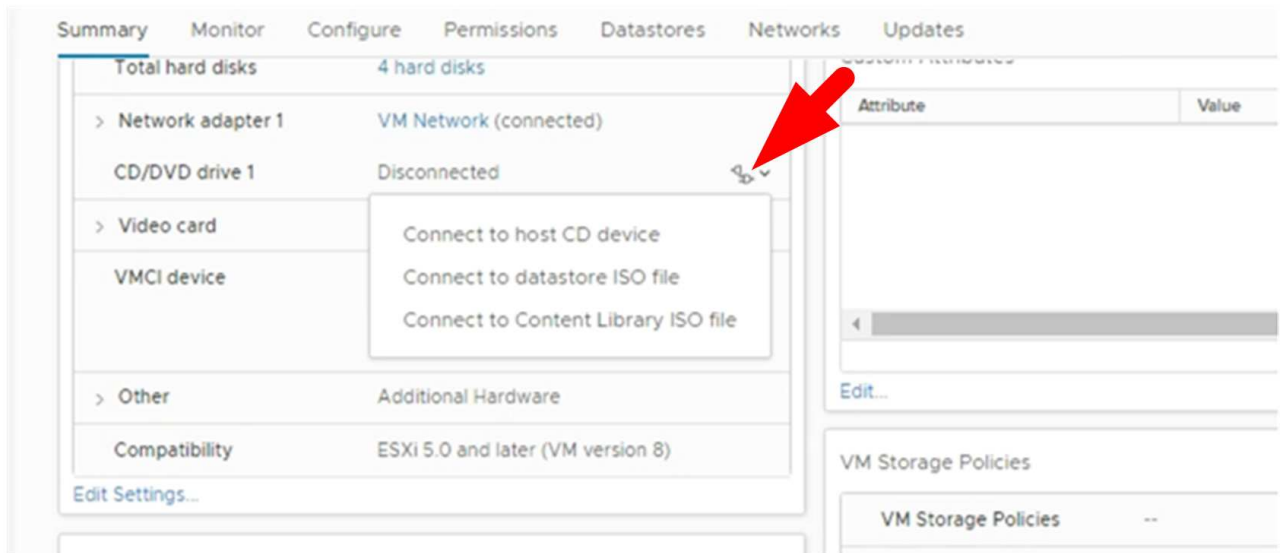 Summary Monitor Configure Permissions Datastores Networks Updates
Total hard disks 4 hard disks
Network adapter 1 VM Network (connected)
CD/DVD drive 1 Disconnected
Video card
VMCI device
Connect to host CD device
Connect to datastore ISO file
Connect to Content Library ISO file
Other Additional Hardware
Compatibility ESXi 5.0 and later (VM version 8)
Edit Settings...
Custom Attributes
Attribute Value
Edit...
VM Storage Policies
VM Storage Policies --